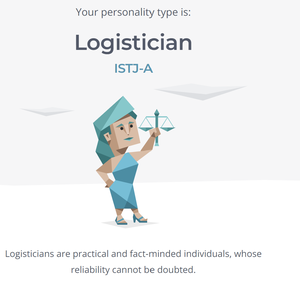 Your personality type is:
Logistician
ISTJ-A
Logisticians are practical and fact-minded individuals, whose
reliability cannot be doubted.